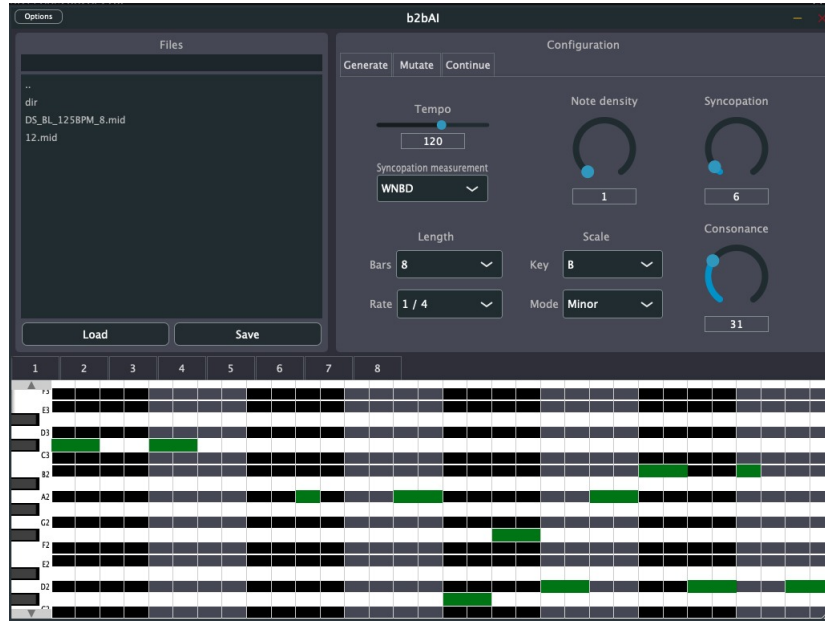 Options
b2bAI
Files
Configuration
Generate Mutate Continue
..
dir
DS_BL_125BPM_8.mid
12.mid
Tempo
120
Syncopation measurement
WNBD
Note density
1
Syncopation
6
Length
Bars 8
Rate 1 / 4
Scale
Key B
Mode Minor
Consonance
31
Load Save
1 2 3 4 5 6 7 8
F3
E3
D3
C3
B2
A2
G2
F2
E2
D2